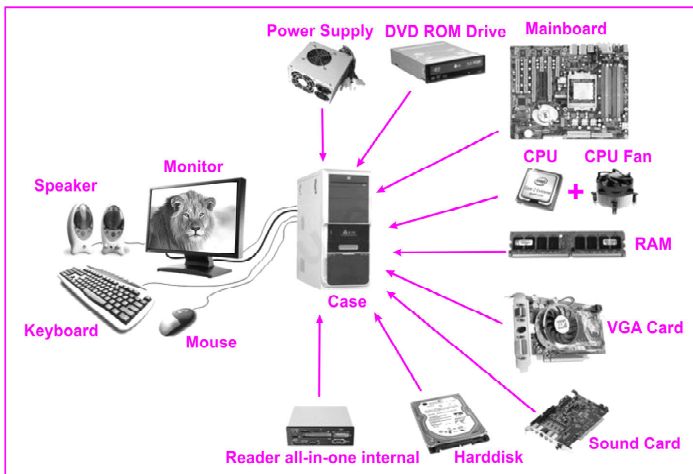 Power Supply
DVD ROM Drive
Mainboard
CPU
CPU Fan
+
Monitor
Speaker
RAM
Case
Keyboard
Mouse
VGA Card
Reader all-in-one internal
Harddisk
Sound Card